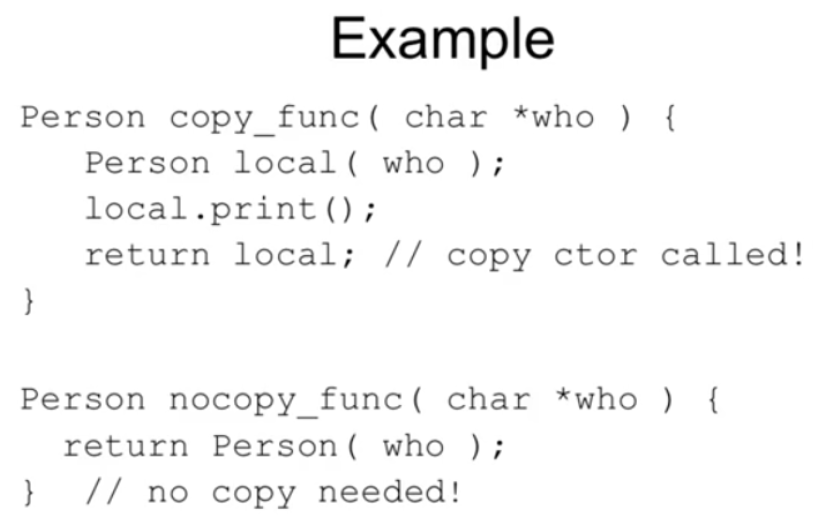 Example
Person copy_func( char *who ) {
Person local( who );
local.print();
return local; // copy ctor called!
}
Person nocopy_func( char *who ) {
return Person( who );
} // no copy needed!